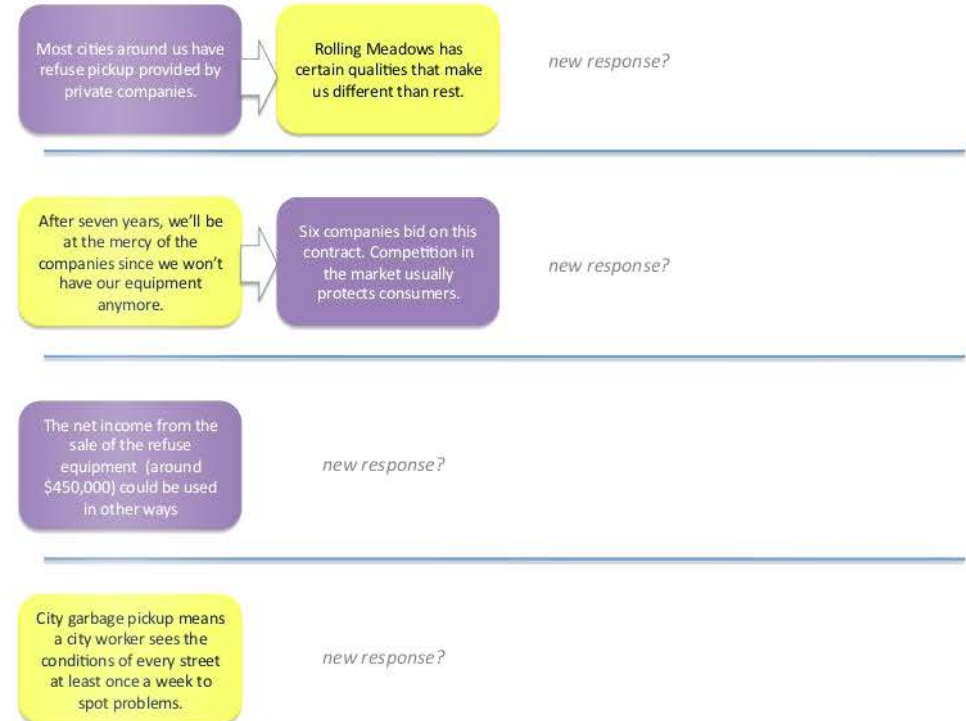 Most cities around us have
refuse pickup provided by
private companies.
Rolling Meadows has
certain qualities that make
us different than rest.
new response?
After seven years, we'll be
at the mercy of the
companies since we won't
have our equipment
anymore.
Six companies bid on this
contract. Competition in
the market usually
protects consumers.
new response?
The net income from the
sale of the refuse
equipment (around
$450,000) could be used
in other ways
new response?
City garbage pickup means
a city worker sees the
conditions of every street
at least once a week to
spot problems.
new response?